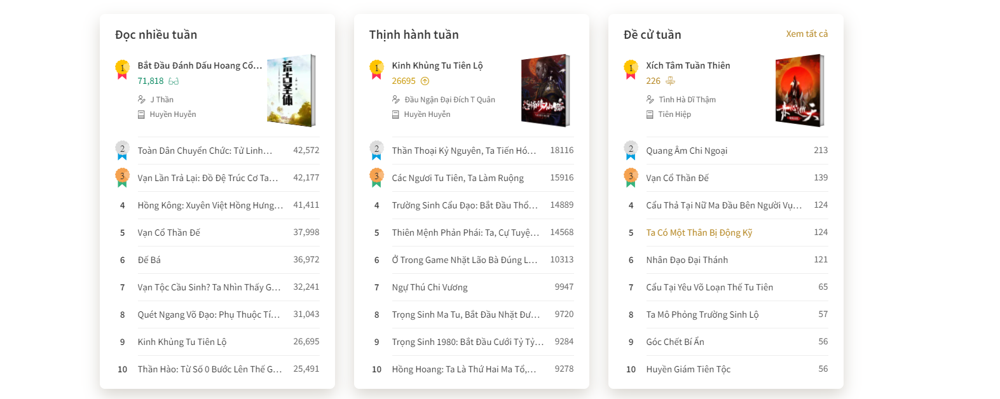 Đọc nhiều tuần
1
Bắt Đầu Đánh Dấu Hoang Cổ...
71,818
J Thần
Huyền Huyễn
荒古圣体
2
Toàn Dân Chuyển Chức: Tử Linh...
42,572
3
Vạn Lần Trả Lại: Đồ Đệ Trúc Cơ Ta...
42,177
4
Hồng Kông: Xuyên Việt Hồng Hưng...
41,411
5
Vạn Cổ Thần Đế
37,998
6
Đế Bá
36,972
7
Vạn Tộc Cầu Sinh? Ta Nhìn Thấy G...
32,241
8
Quét Ngang Võ Đạo: Phụ Thuộc Tí...
31,043
9
Kinh Khủng Tu Tiên Lộ
26,695
10
Thần Hào: Từ Số 0 Bước Lên Thế G...
25,491
Thịnh hành tuần
1
Kinh Khủng Tu Tiên Lộ
26695
Đầu Ngận Đại Đích T Quân
Huyền Huyễn
恐怖修仙路
2
Thần Thoại Kỷ Nguyên, Ta Tiến Hó...
18116
3
Các Ngươi Tu Tiên, Ta Làm Ruộng
15916
4
Trường Sinh Cẩu Đạo: Bắt Đầu Thổ...
14889
5
Thiên Mệnh Phản Phái: Ta, Cự Tuyệ...
14568
6
Ở Trong Game Nhặt Lão Bà Đúng L...
10313
7
Ngự Thú Chi Vương
9947
8
Trọng Sinh Ma Tu, Bắt Đầu Nhặt Đư...
9720
9
Trọng Sinh 1980: Bắt Đầu Cưới Tỷ Tỷ...
9284
10
Hồng Hoang: Ta Là Thứ Hai Ma Tổ,...
9278
Đề cử tuần
Xem tất cả
1
Xích Tâm Tuần Thiên
226
Tình Hà Dĩ Thậm
Tiên Hiệp
赤心巡天
2
Quang Âm Chi Ngoại
213
3
Vạn Cổ Thần Đế
139
4
Cẩu Thả Tại Nữ Ma Đầu Bên Người Vụ...
124
5
Ta Có Một Thân Bị Động Kỹ
124
6
Nhân Đạo Đại Thánh
121
7
Cẩu Tại Yêu Võ Loạn Thế Tu Tiên
65
8
Ta Mô Phỏng Trường Sinh Lộ
57
9
Góc Chết Bí Ẩn
56
10
Huyền Giám Tiên Tộc
56